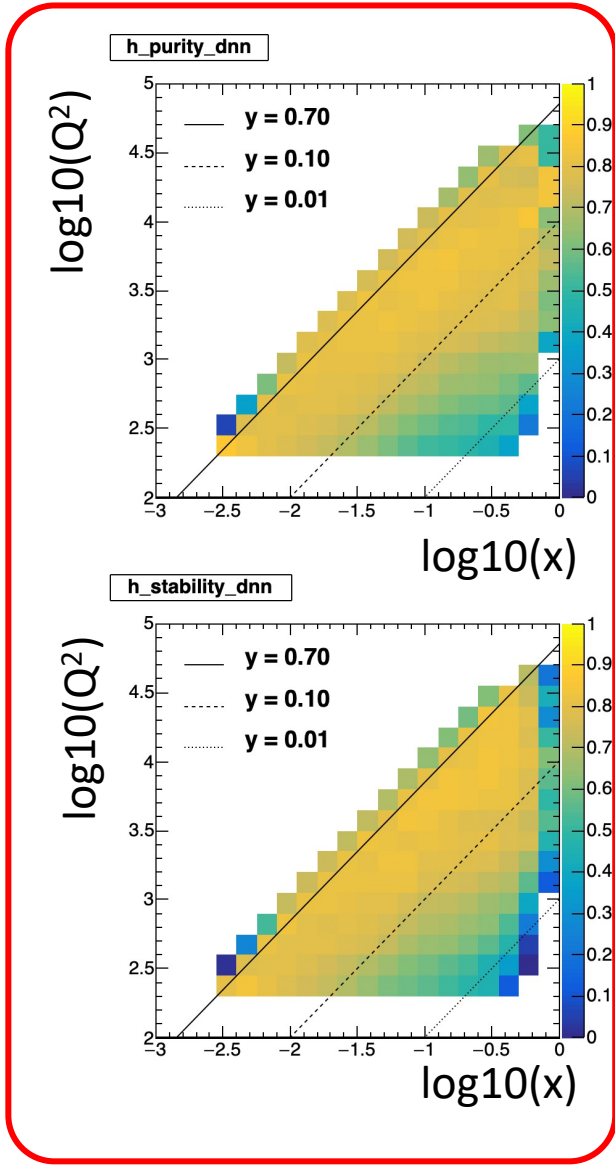 h_purity_dnn
log10(Q²)
5
4.5
4
3.5
3
2.5
2
y = 0.70
y = 0.10
y = 0.01
1
0.9
0.8
0.7
0.6
0.5
0.4
0.3
0.2
0.1
0
−3 −2.5 −2 −1.5 −1 −0.5 0
log10(x)
h_stability_dnn
log10(Q²)
5
4.5
4
3.5
3
2.5
2
y = 0.70
y = 0.10
y = 0.01
1
0.9
0.8
0.7
0.6
0.5
0.4
0.3
0.2
0.1
0
−3 −2.5 −2 −1.5 −1 −0.5 0
log10(x)